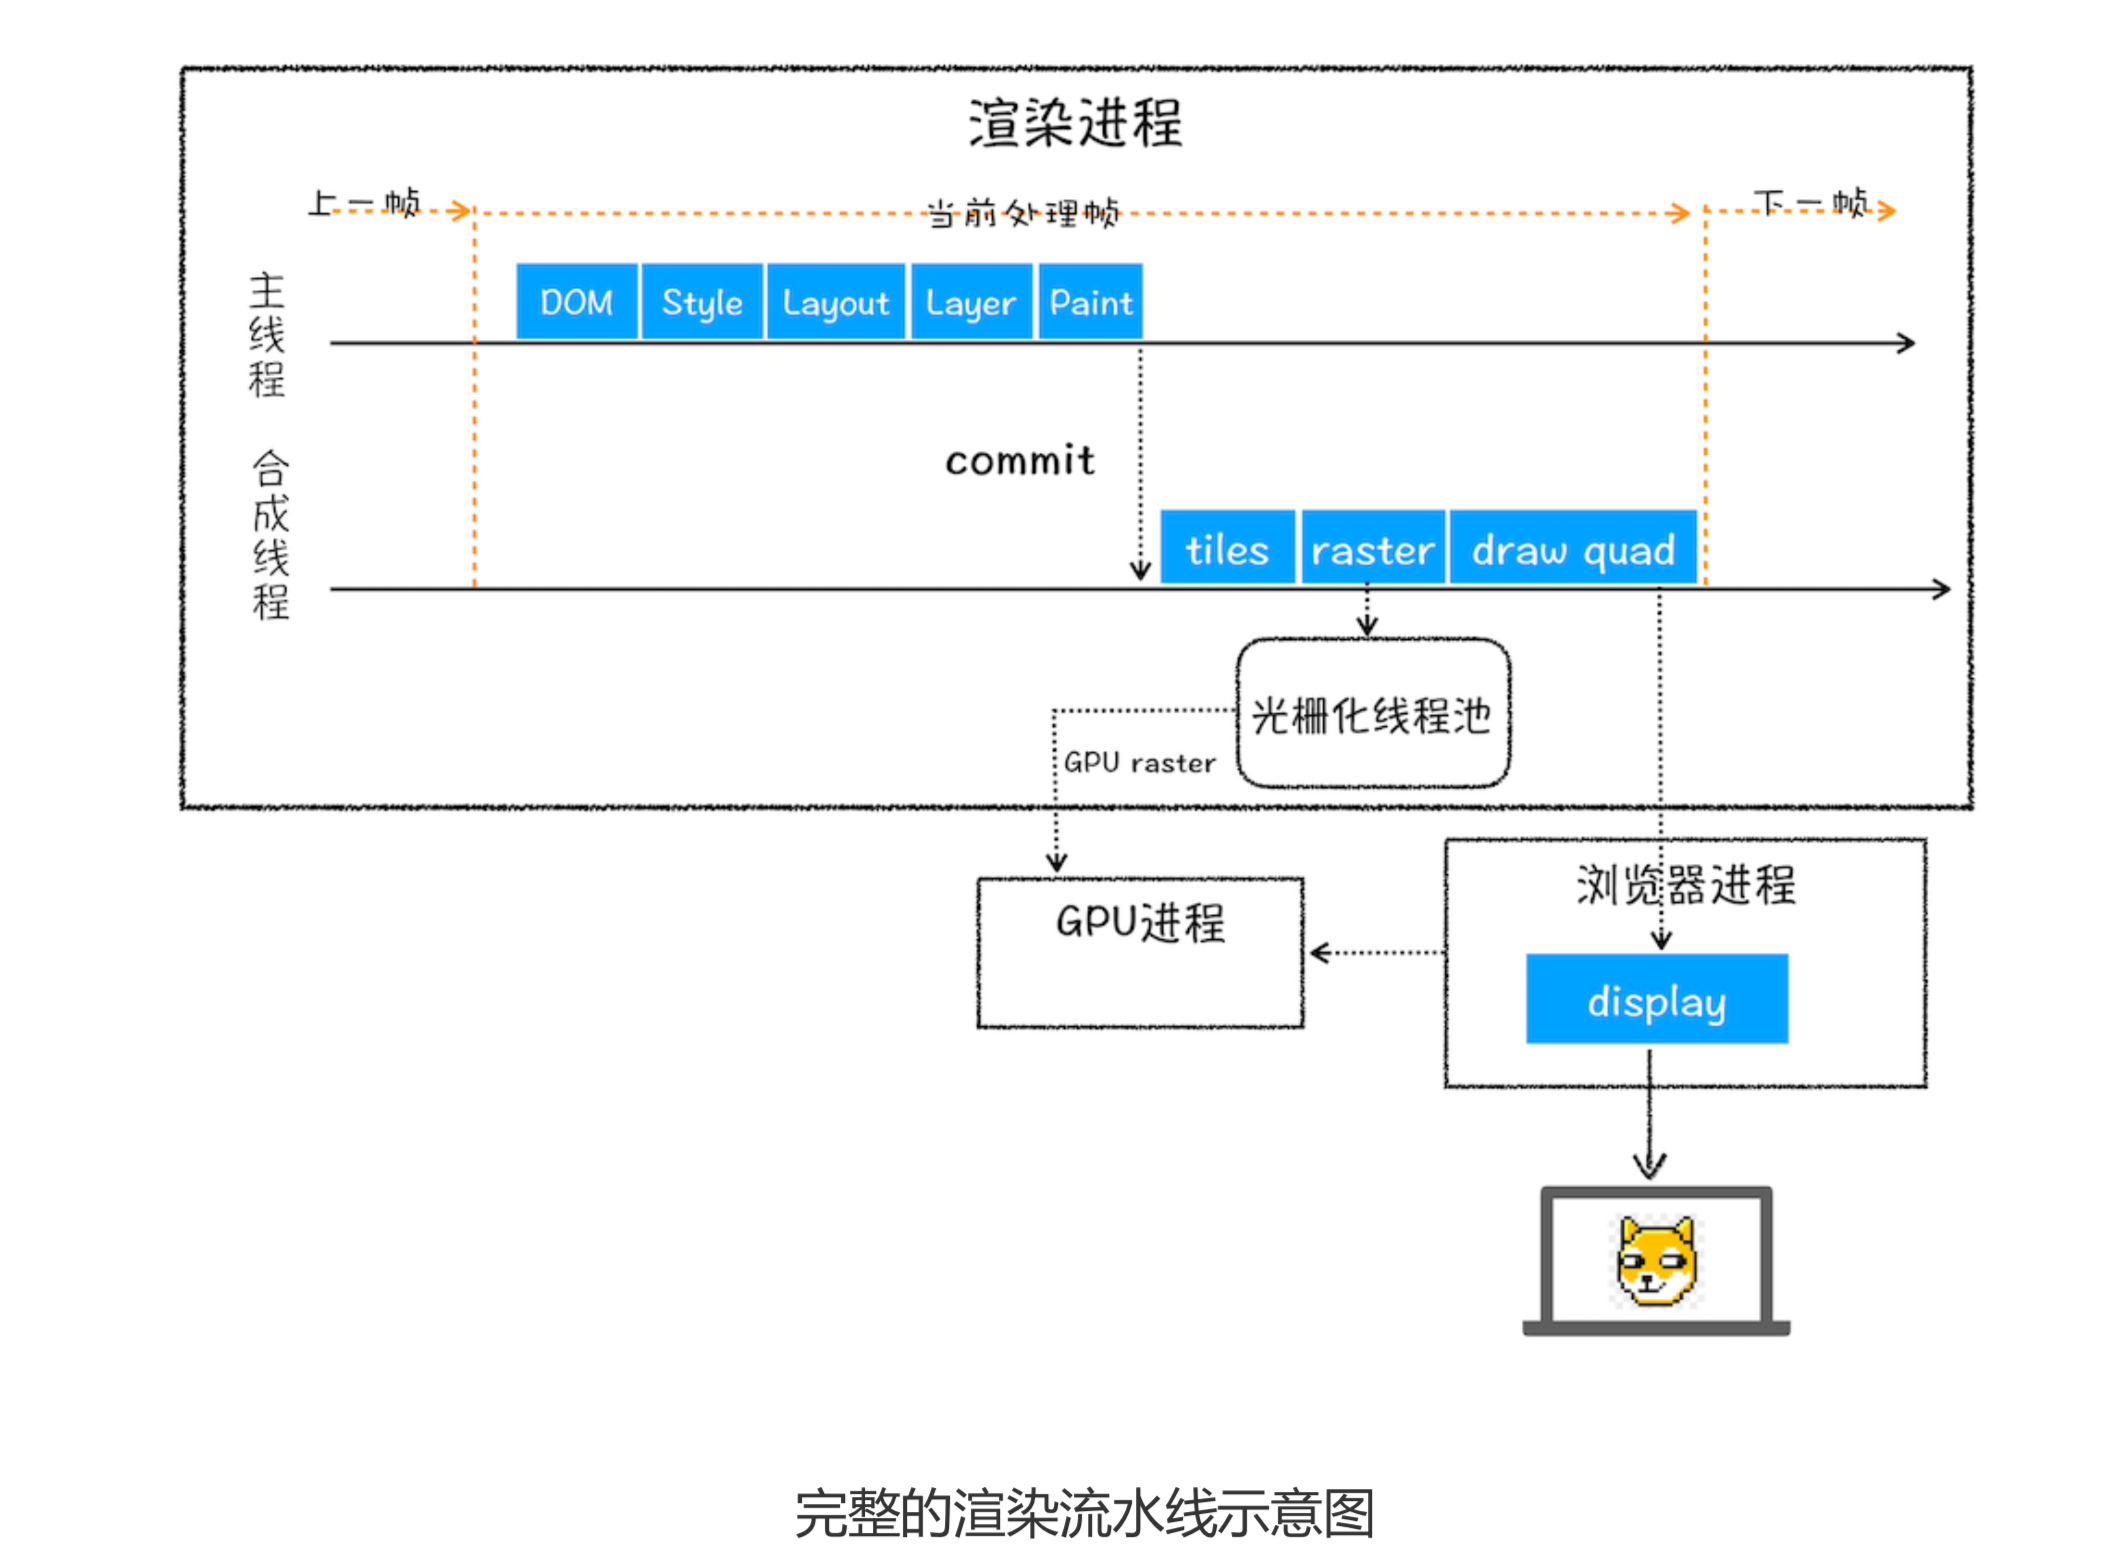 渲染进程
上一帧
当前处理帧
下一帧
主线程
DOM
Style
Layout
Layer
Paint
commit
合成线程
tiles
raster
draw quad
光栅化线程池
GPU raster
GPU进程
浏览器进程
display
完整的渲染流水线示意图